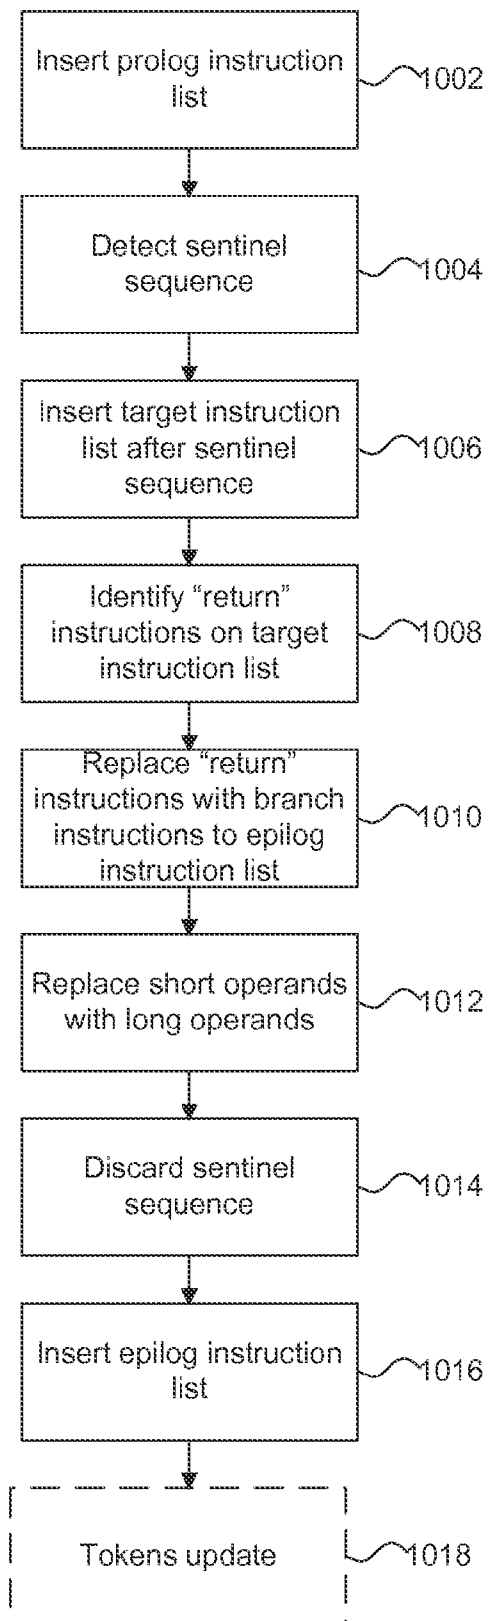 Insert prolog instruction
list
1002
Detect sentinel
sequence
1004
Insert target instruction
list after sentinel
sequence
1006
Identify “return”
instructions on target
instruction list
1008
Replace “return”
instructions with branch
instructions to epilog
instruction list
1010
Replace short operands
with long operands
1012
Discard sentinel
sequence
1014
Insert epilog instruction
list
1016
Tokens update
1018